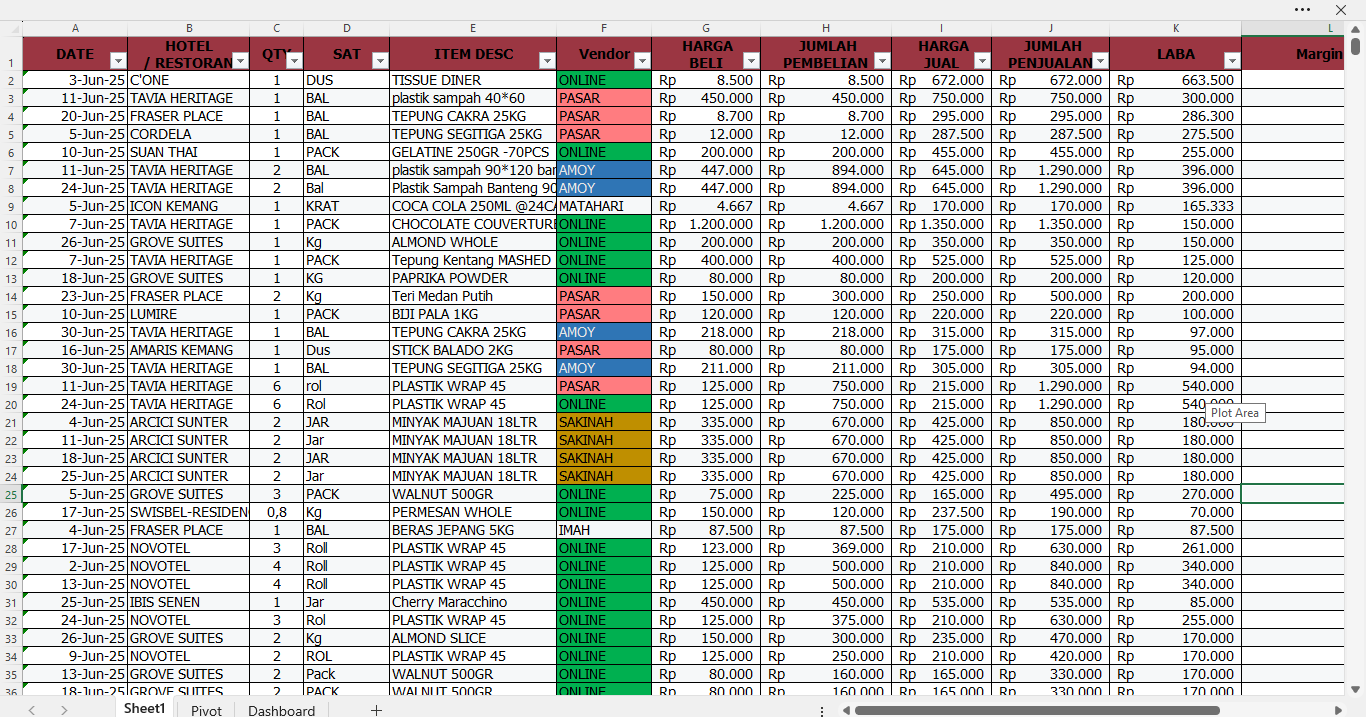 A B C D E F G H I J K L
1 DATE HOTEL / RESTORAN QTY SAT ITEM DESC Vendor HARGA BELI JUMLAH PEMBELIAN HARGA JUAL JUMLAH PENJUALAN LABA Margin
2 3-Jun-25 C'ONE 1 DUS TISSUE DINER ONLINE Rp 8.500 Rp 8.500 Rp 672.000 Rp 672.000 Rp 663.500
3 11-Jun-25 TAVIA HERITAGE 1 BAL plastik sampah 40*60 PASAR Rp 450.000 Rp 450.000 Rp 750.000 Rp 750.000 Rp 300.000
4 20-Jun-25 FRASER PLACE 1 BAL TEPUNG CAKRA 25KG PASAR Rp 8.700 Rp 8.700 Rp 295.000 Rp 295.000 Rp 286.300
5 5-Jun-25 CORDELA 1 BAL TEPUNG SEGITIGA 25KG PASAR Rp 12.000 Rp 12.000 Rp 287.500 Rp 287.500 Rp 275.500
6 10-Jun-25 SUAN THAI 1 PACK GELATINE 250GR -70PCS ONLINE Rp 200.000 Rp 200.000 Rp 455.000 Rp 455.000 Rp 255.000
7 11-Jun-25 TAVIA HERITAGE 2 BAL plastik sampah 90*120 ban AMOY Rp 447.000 Rp 894.000 Rp 645.000 Rp 1.290.000 Rp 396.000
8 24-Jun-25 TAVIA HERITAGE 2 Bal Plastik Sampah Banteng 90 AMOY Rp 447.000 Rp 894.000 Rp 645.000 Rp 1.290.000 Rp 396.000
9 5-Jun-25 ICON KEMANG 1 KRAT COCA COLA 250ML @24CA MATAHARI Rp 4.667 Rp 4.667 Rp 170.000 Rp 170.000 Rp 165.333
10 7-Jun-25 TAVIA HERITAGE 1 PACK CHOCOLATE COUVERTURE ONLINE Rp 1.200.000 Rp 1.200.000 Rp 1.350.000 Rp 1.350.000 Rp 150.000
11 26-Jun-25 GROVE SUITES 1 Kg ALMOND WHOLE ONLINE Rp 200.000 Rp 200.000 Rp 350.000 Rp 350.000 Rp 150.000
12 7-Jun-25 TAVIA HERITAGE 1 PACK Tepung Kentang MASHED ONLINE Rp 400.000 Rp 400.000 Rp 525.000 Rp 525.000 Rp 125.000
13 18-Jun-25 GROVE SUITES 1 KG PAPRIKA POWDER ONLINE Rp 80.000 Rp 80.000 Rp 200.000 Rp 200.000 Rp 120.000
14 23-Jun-25 FRASER PLACE 2 Kg Teri Medan Putih PASAR Rp 150.000 Rp 300.000 Rp 250.000 Rp 500.000 Rp 200.000
15 10-Jun-25 LUMIRE 1 PACK BIJI PALA 1KG PASAR Rp 120.000 Rp 120.000 Rp 220.000 Rp 220.000 Rp 100.000
16 30-Jun-25 TAVIA HERITAGE 1 BAL TEPUNG CAKRA 25KG AMOY Rp 218.000 Rp 218.000 Rp 315.000 Rp 315.000 Rp 97.000
17 16-Jun-25 AMARIS KEMANG 1 Dus STICK BALADO 2KG PASAR Rp 80.000 Rp 80.000 Rp 175.000 Rp 175.000 Rp 95.000
18 30-Jun-25 TAVIA HERITAGE 1 BAL TEPUNG SEGITIGA 25KG AMOY Rp 211.000 Rp 211.000 Rp 305.000 Rp 305.000 Rp 94.000
19 11-Jun-25 TAVIA HERITAGE 6 rol PLASTIK WRAP 45 PASAR Rp 125.000 Rp 750.000 Rp 215.000 Rp 1.290.000 Rp 540.000
20 24-Jun-25 TAVIA HERITAGE 6 Rol PLASTIK WRAP 45 ONLINE Rp 125.000 Rp 750.000 Rp 215.000 Rp 1.290.000 Rp 540.000
Plot Area
21 4-Jun-25 ARCICI SUNTER 2 JAR MINYAK MAJUAN 18LTR SAKINAH Rp 335.000 Rp 670.000 Rp 425.000 Rp 850.000 Rp 180.000
22 11-Jun-25 ARCICI SUNTER 2 Jar MINYAK MAJUAN 18LTR SAKINAH Rp 335.000 Rp 670.000 Rp 425.000 Rp 850.000 Rp 180.000
23 18-Jun-25 ARCICI SUNTER 2 JAR MINYAK MAJUAN 18LTR SAKINAH Rp 335.000 Rp 670.000 Rp 425.000 Rp 850.000 Rp 180.000
24 25-Jun-25 ARCICI SUNTER 2 Jar MINYAK MAJUAN 18LTR SAKINAH Rp 335.000 Rp 670.000 Rp 425.000 Rp 850.000 Rp 180.000
25 5-Jun-25 GROVE SUITES 3 PACK WALNUT 500GR ONLINE Rp 75.000 Rp 225.000 Rp 165.000 Rp 495.000 Rp 270.000
26 17-Jun-25 SWISBEL-RESIDEN 0,8 Kg PERMESAN WHOLE ONLINE Rp 150.000 Rp 120.000 Rp 237.500 Rp 190.000 Rp 70.000
27 4-Jun-25 FRASER PLACE 1 BAL BERAS JEPANG 5KG IMAH Rp 87.500 Rp 87.500 Rp 175.000 Rp 175.000 Rp 87.500
28 17-Jun-25 NOVOTEL 3 Roll PLASTIK WRAP 45 ONLINE Rp 123.000 Rp 369.000 Rp 210.000 Rp 630.000 Rp 261.000
29 2-Jun-25 NOVOTEL 4 Roll PLASTIK WRAP 45 ONLINE Rp 125.000 Rp 500.000 Rp 210.000 Rp 840.000 Rp 340.000
30 13-Jun-25 NOVOTEL 4 Roll PLASTIK WRAP 45 ONLINE Rp 125.000 Rp 500.000 Rp 210.000 Rp 840.000 Rp 340.000
31 25-Jun-25 IBIS SENEN 1 Jar Cherry Maracchino ONLINE Rp 450.000 Rp 450.000 Rp 535.000 Rp 535.000 Rp 85.000
32 24-Jun-25 NOVOTEL 3 Rol PLASTIK WRAP 45 ONLINE Rp 125.000 Rp 375.000 Rp 210.000 Rp 630.000 Rp 255.000
33 26-Jun-25 GROVE SUITES 2 Kg ALMOND SLICE ONLINE Rp 150.000 Rp 300.000 Rp 235.000 Rp 470.000 Rp 170.000
34 9-Jun-25 NOVOTEL 2 ROL PLASTIK WRAP 45 ONLINE Rp 125.000 Rp 250.000 Rp 210.000 Rp 420.000 Rp 170.000
35 13-Jun-25 GROVE SUITES 2 Pack WALNUT 500GR ONLINE Rp 80.000 Rp 160.000 Rp 165.000 Rp 330.000 Rp 170.000
36 18-Jun-25 GROVE SUITES 2 PACK WALNUT 500GR ONLINE Rp 80.000 Rp 160.000 Rp 165.000 Rp 330.000 Rp 170.000
Sheet1 Pivot Dashboard